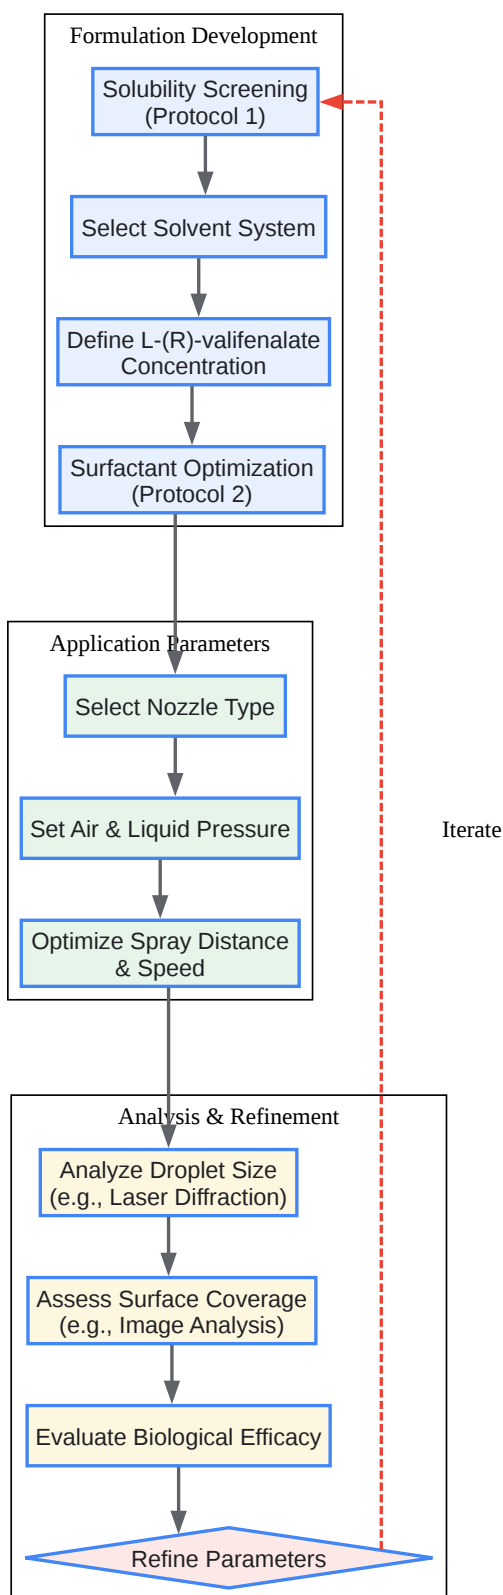 Formulation Development
Solubility Screening
(Protocol 1)
Select Solvent System
Define L-(R)-valifenalate
Concentration
Surfactant Optimization
(Protocol 2)
Application Parameters
Select Nozzle Type
Set Air & Liquid Pressure
Iterate
Optimize Spray Distance
& Speed
Analysis & Refinement
Analyze Droplet Size
(e.g., Laser Diffraction)
Assess Surface Coverage
(e.g., Image Analysis)
Evaluate Biological Efficacy
Refine Parameters